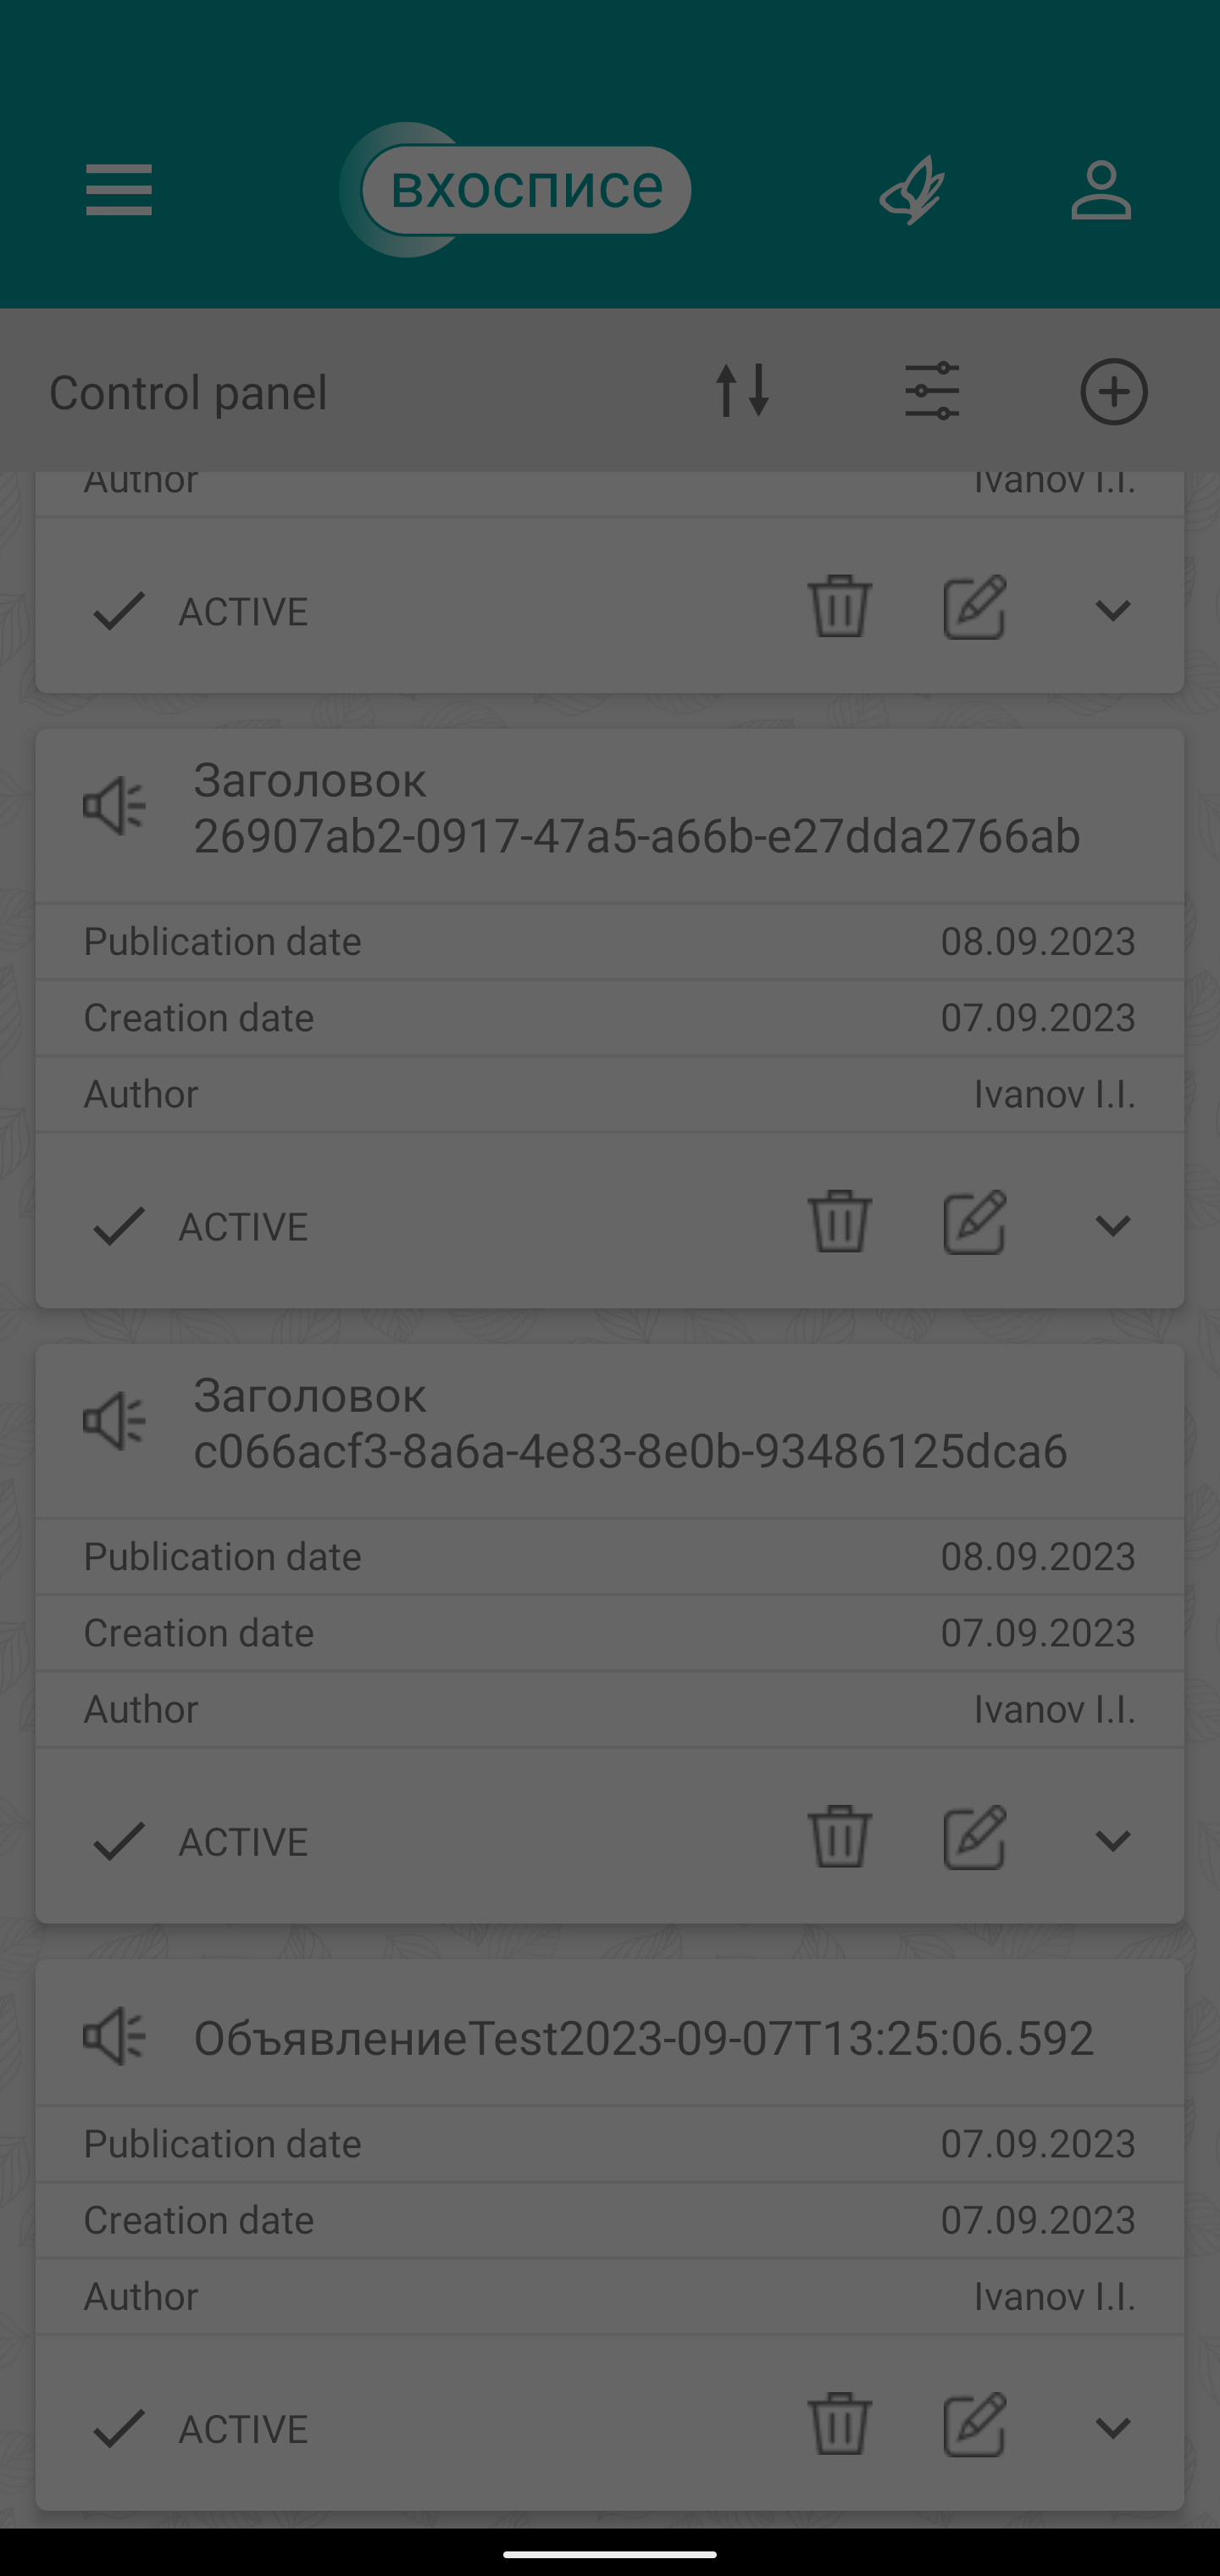 вхосписе
Control panel
Author Ivanov I.I.
ACTIVE
Заголовок
26907ab2-0917-47a5-a66b-e27dda2766ab
Publication date 08.09.2023
Creation date 07.09.2023
Author Ivanov I.I.
ACTIVE
Заголовок
c066acf3-8a6a-4e83-8e0b-93486125dca6
Publication date 08.09.2023
Creation date 07.09.2023
Author Ivanov I.I.
ACTIVE
ОбъявлениеTest2023-09-07T13:25:06.592
Publication date 07.09.2023
Creation date 07.09.2023
Author Ivanov I.I.
ACTIVE